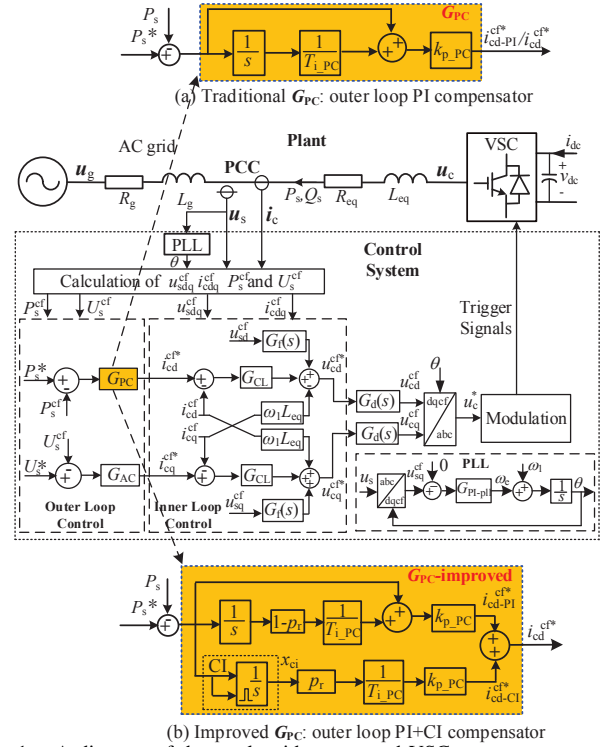 P_s
P_s*
G_PC
1/s
1/T_i_PC
k_p_PC
i_cd-PI^cf*/i_cd^cf*
(a) Traditional G_PC: outer loop PI compensator
Plant
AC grid
PCC
VSC
i_dc
v_dc
u_g
R_g
L_g
u_s
i_c
P_s,Q_s
R_eq
L_eq
u_c
PLL
θ
Control
System
Calculation of u_sdq^cf i_cdq^cf P_s^cf and U_s^cf
P_s^cf
U_s^cf
u_sdq^cf
i_cdq^cf
Trigger
Signals
P_s*
G_PC
P_s^cf
U_s^cf
U_s*
G_AC
Outer Loop
Control
i_cd^cf*
u_sd^cf
G_f(s)
G_CL
u_cd^cf*
i_cd^cf
ω_1L_eq
i_cq^cf
ω_1L_eq
i_cq^cf*
G_CL
u_cq^cf*
u_sq^cf
G_f(s)
Inner Loop
Control
G_d(s)
u_cd^cf
G_d(s)
u_cq^cf
θ
dqcf
abc
u_c^*
Modulation
PLL
u_s
abc
dqcf
u_sq^cf
0
G_PI-pll
ω_e
ω_1
1/s
θ
G_PC-improved
P_s
P_s*
1/s
1-p_r
1/T_i_PC
k_p_PC
i_cd-PI^cf*
i_cd^cf*
CI
1/s
x_ci
p_r
1/T_i_PC
k_p_PC
i_cd-CI^cf*
(b) Improved G_PC: outer loop PI+CI compensator